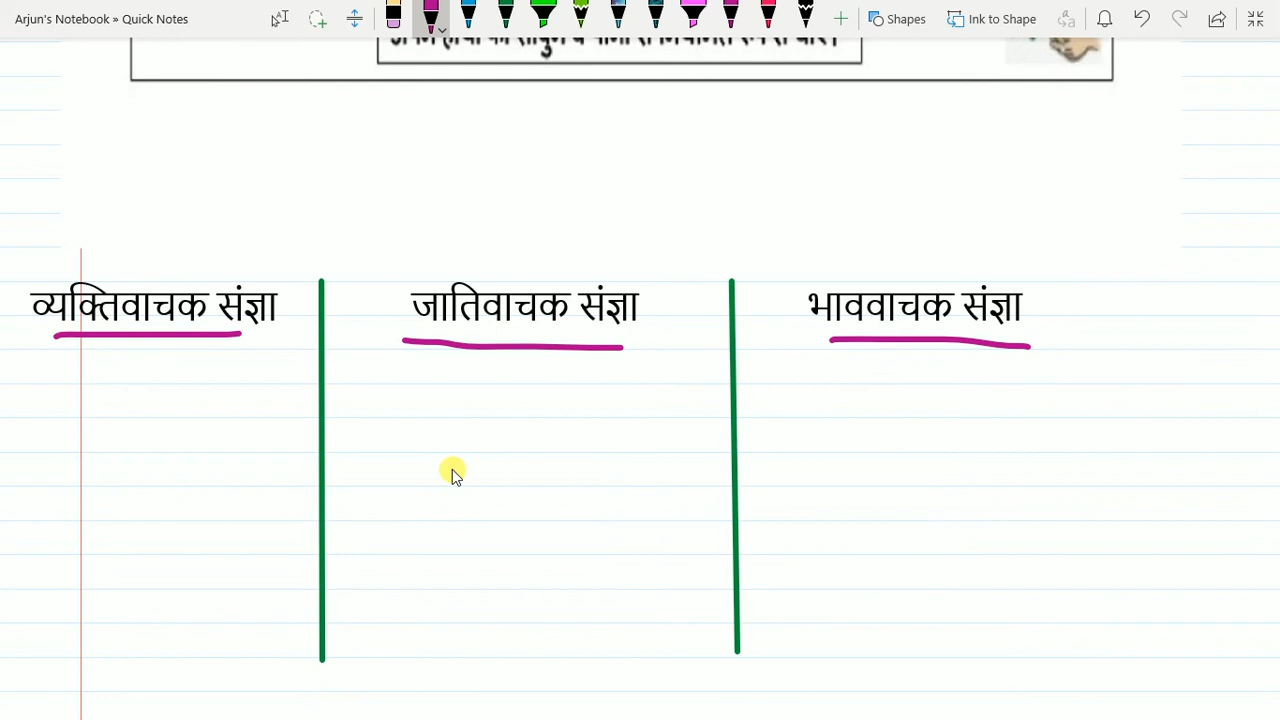 Arjun's Notebook » Quick Notes
Shapes
Ink to Shape
व्यक्तिवाचक संज्ञा
जातिवाचक संज्ञा
भाववाचक संज्ञा